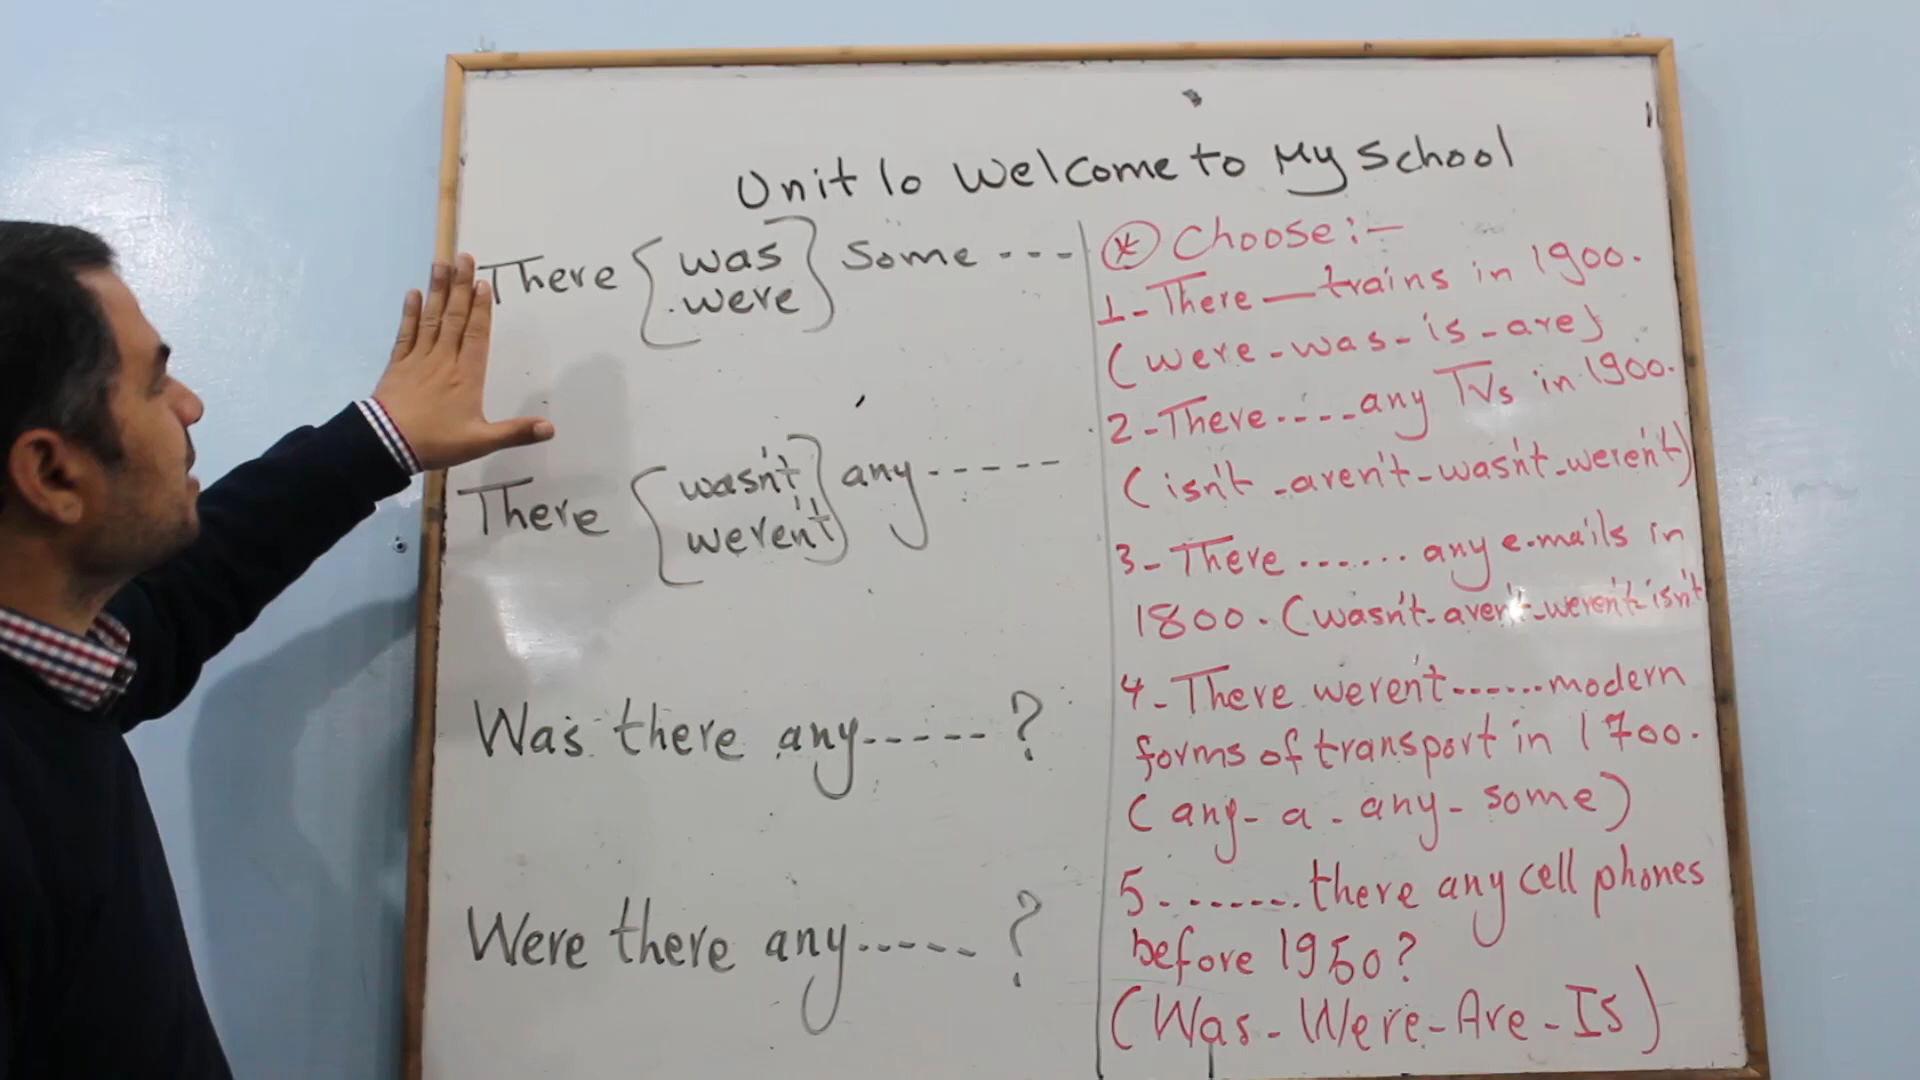 Unit 10 Welcome to My School
There { was } some ---
were
There { wasn't } any -----
weren't
Was there any-----?
Were there any-----?
* Choose:-
1- There — trains in 1900.
(were - was - is - are)
2- There ---- any TVs in 1900.
(isn't - aren't - wasn't - weren't)
3- There ....... any e.mails in
1800. (wasn't - aren't - weren't - isn't
4- There weren't ...... modern
forms of transport in 1700.
(any - a - any - some)
5- ........ there any cell phones
before 1950?
(Was - Were - Are - Is)